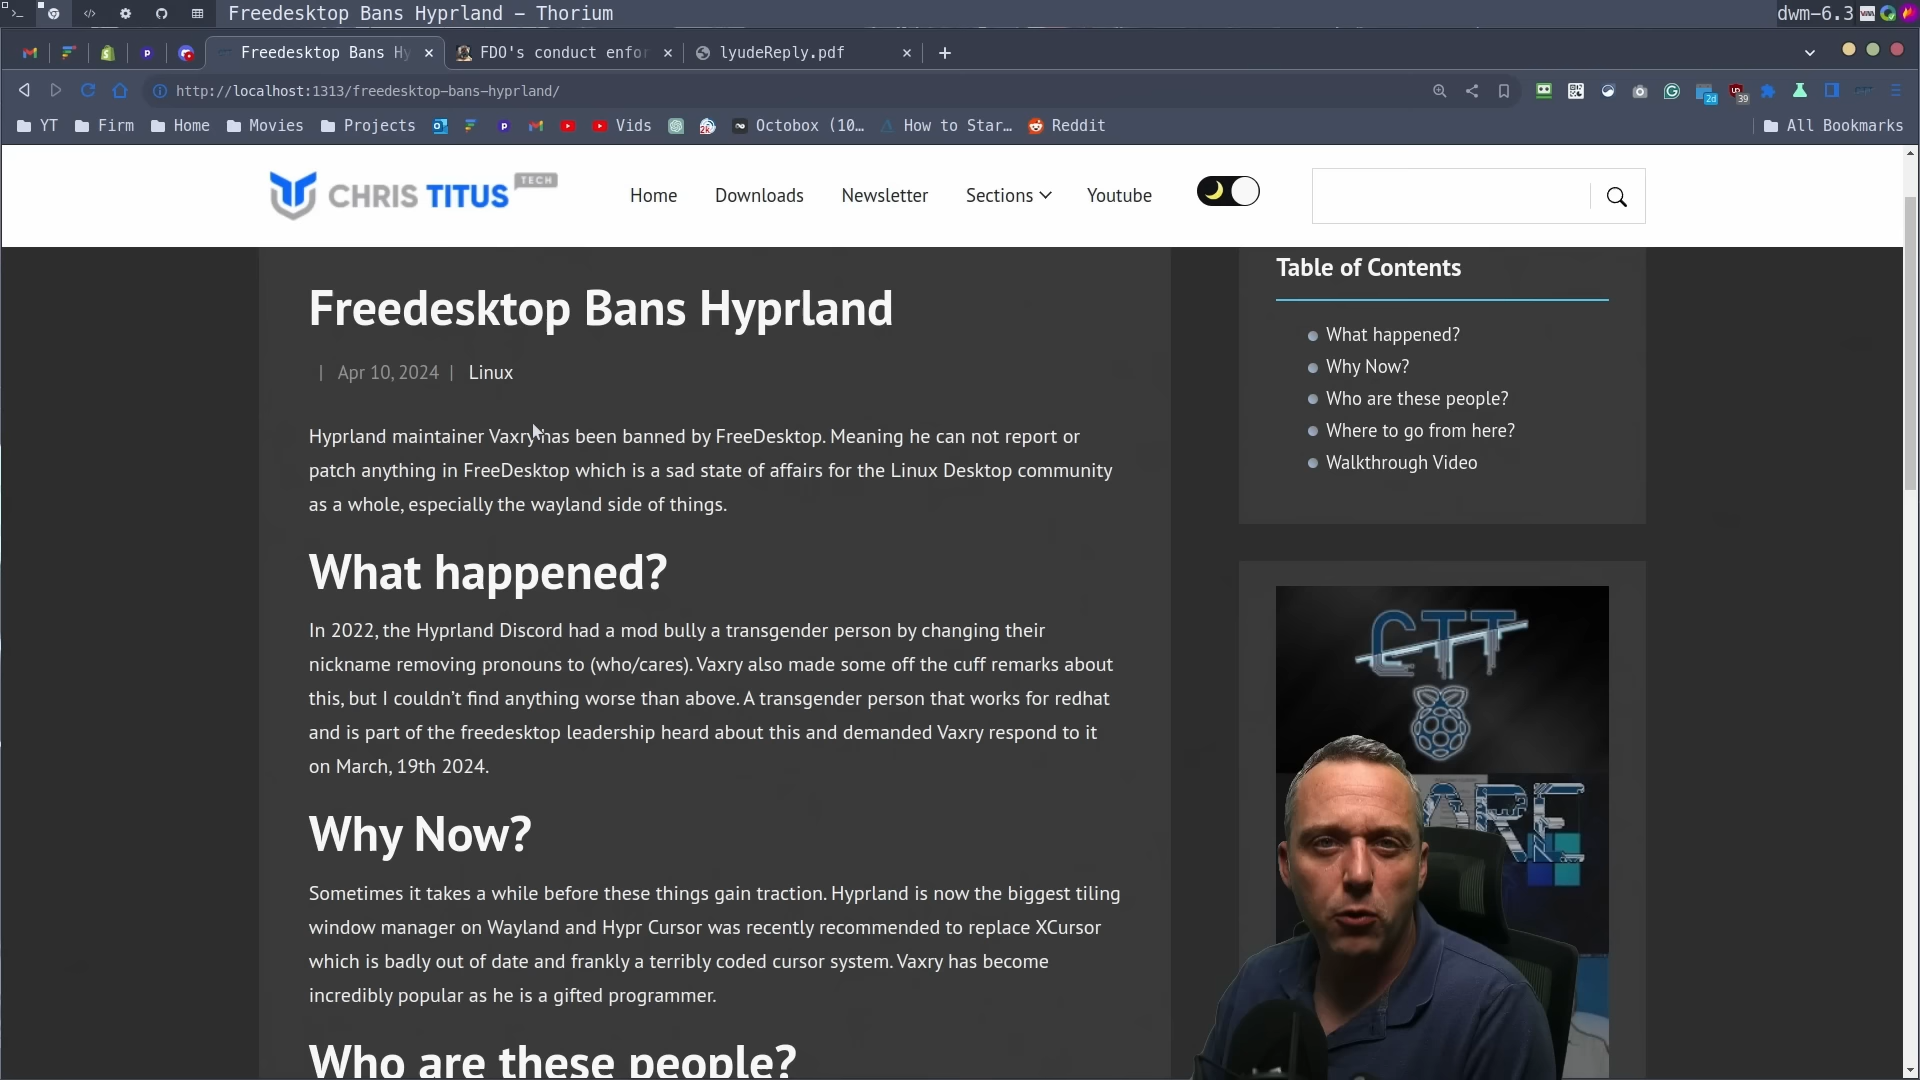 Freedesktop Bans Hyprland - Thorium
dwm-6.3
Freedesktop Bans Hy
FDO's conduct enfor
lyudeReply.pdf
http://localhost:1313/freedesktop-bans-hyprland/
2d
39
YT
Firm
Home
Movies
Projects
Vids
2k
Octobox (10…
How to Star…
Reddit
All Bookmarks
CHRIS TITUS TECH
Home
Downloads
Newsletter
Sections
Youtube
Freedesktop Bans Hyprland
| Apr 10, 2024 | Linux
Hyprland maintainer Vaxry has been banned by FreeDesktop. Meaning he can not report or
patch anything in FreeDesktop which is a sad state of affairs for the Linux Desktop community
as a whole, especially the wayland side of things.
What happened?
In 2022, the Hyprland Discord had a mod bully a transgender person by changing their
nickname removing pronouns to (who/cares). Vaxry also made some off the cuff remarks about
this, but I couldn't find anything worse than above. A transgender person that works for redhat
and is part of the freedesktop leadership heard about this and demanded Vaxry respond to it
on March, 19th 2024.
Why Now?
Sometimes it takes a while before these things gain traction. Hyprland is now the biggest tiling
window manager on Wayland and Hypr Cursor was recently recommended to replace XCursor
which is badly out of date and frankly a terribly coded cursor system. Vaxry has become
incredibly popular as he is a gifted programmer.
Who are these people?
Table of Contents
What happened?
Why Now?
Who are these people?
Where to go from here?
Walkthrough Video
CTT